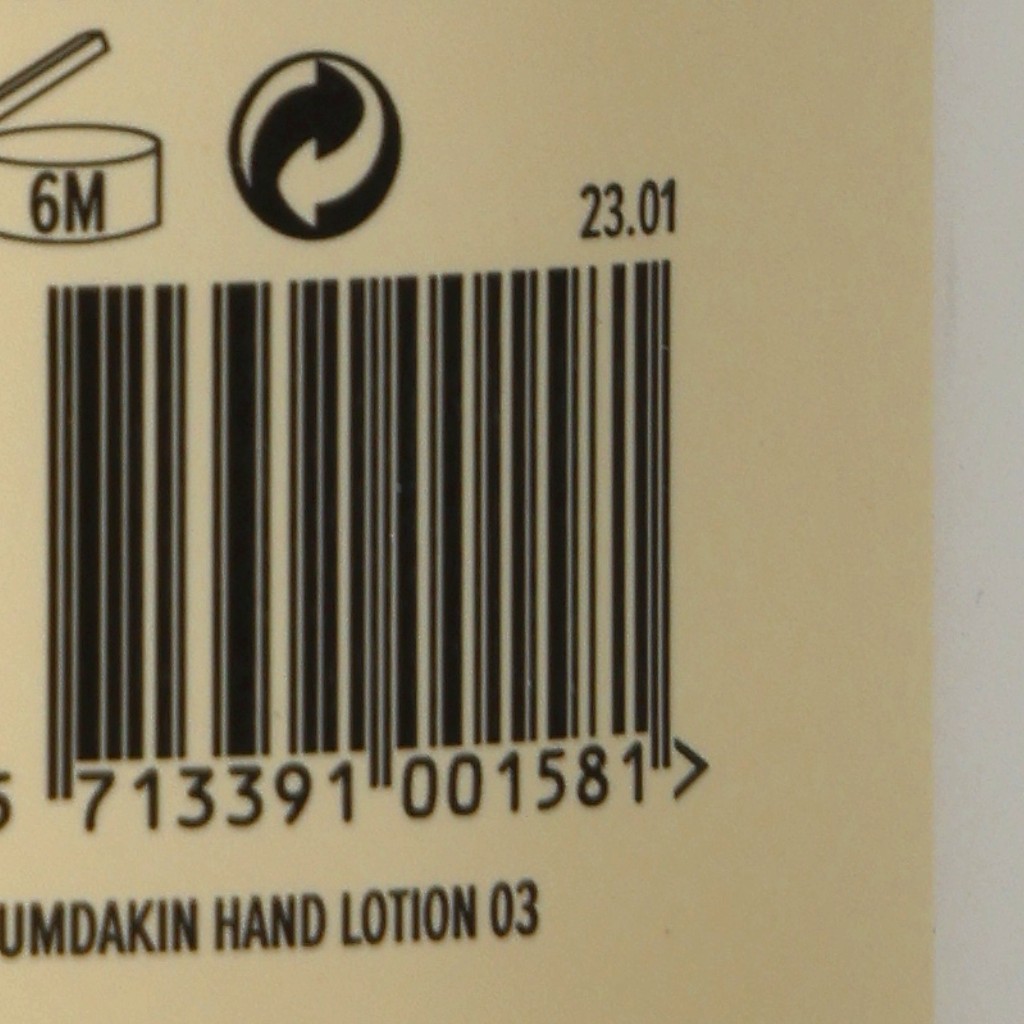 6M
23.01
5 713391 001581>
UMDAKIN HAND LOTION 03